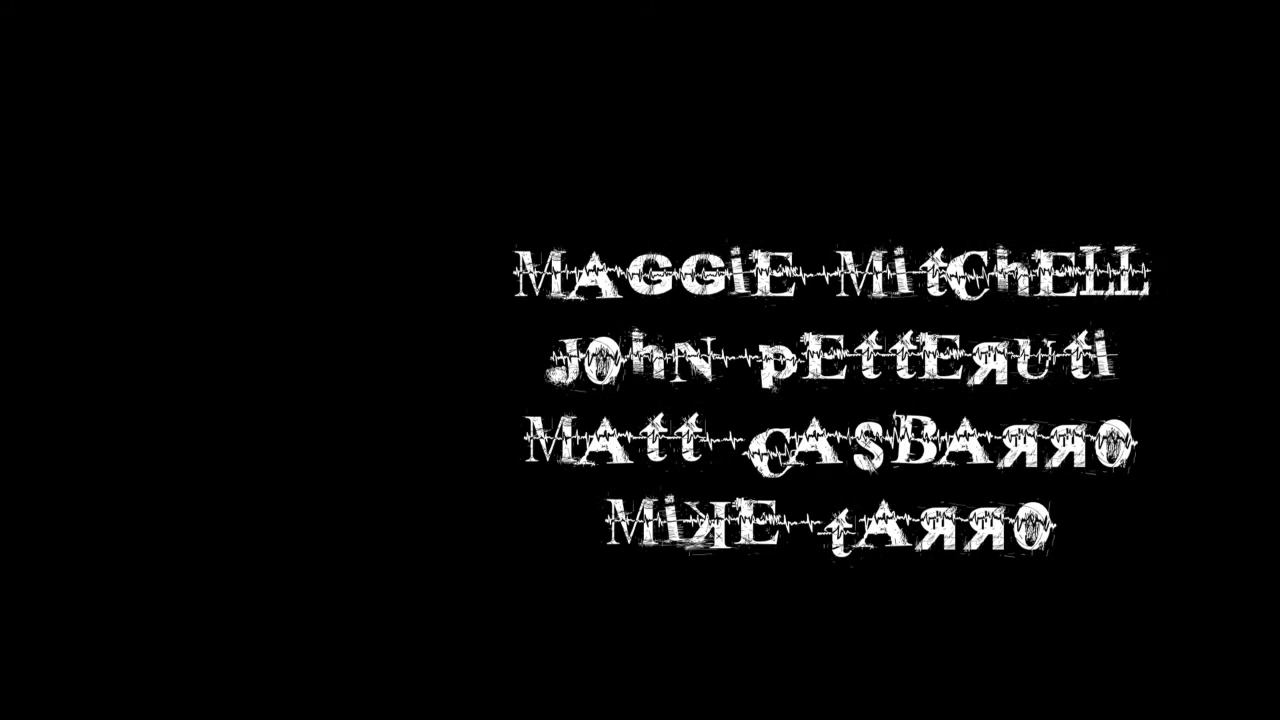 MAGGiE MitChELL
JOhN pEttERUti
MAtt CASBARRO
MiKE tARRO